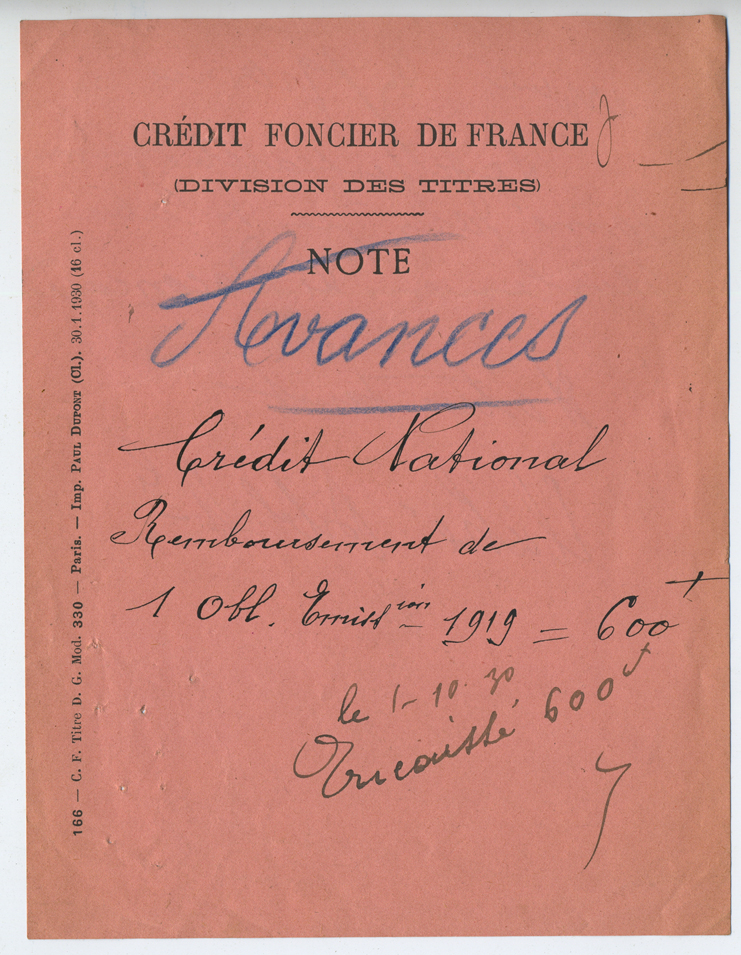 CRÉDIT FONCIER DE FRANCE
(DIVISION DES TITRES)
NOTE
Avances
Crédit National
Remboursement de
1 Obl. Emiss ion 1919 = 600
le 1-10 30
Encaissé 600
166 — C. F. Titre D. G. Mod. 330 — Paris. — Imp. PAUL DUPONT (Cl.). 30.1.1930 (16 cl.)